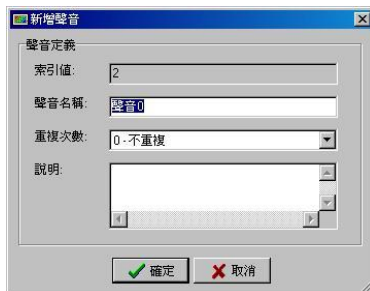 新增聲音
聲音定義
索引值: 2
聲音名稱: 聲音0
重複次數: 0 - 不重複
說明:
確定 取消